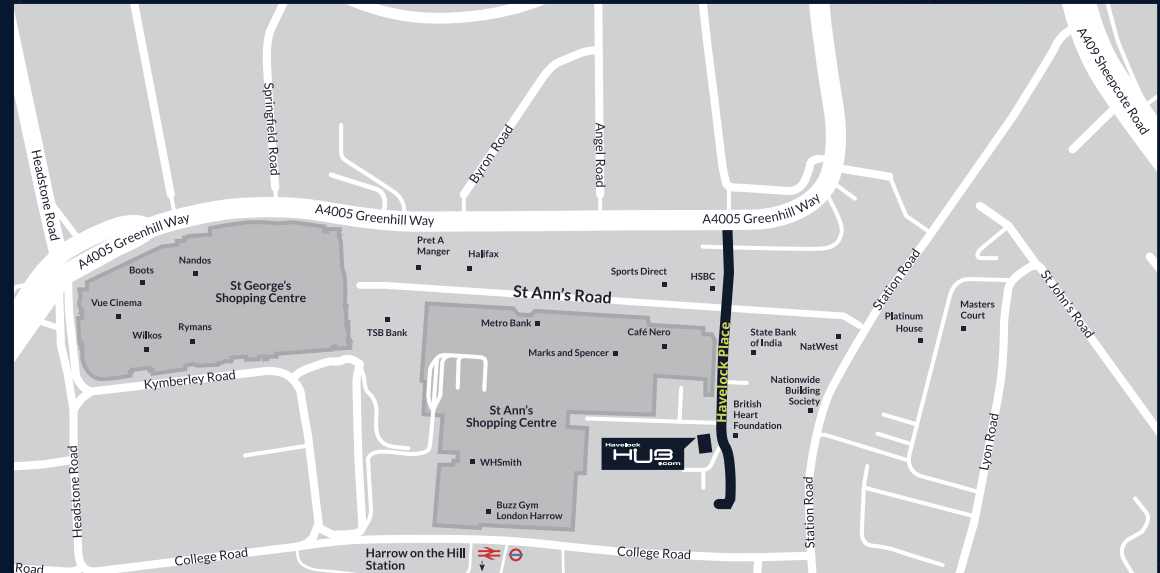 A409 Sheepcote Road
Springfield Road
Byron Road
Angel Road
Headstone Road
A4005 Greenhill Way
A4005 Greenhill Way
A4005 Greenhill Way
Pret A
Manger
Halifax
Nandos
Boots
St George's
Shopping Centre
Vue Cinema
Wilkos
Rymans
Kymberley Road
TSB Bank
St Ann's Road
Sports Direct
HSBC
Metro Bank
Café Nero
Marks and Spencer
Havelock Place
State Bank
of India
NatWest
Station Road
Platinum
House
Masters
Court
St John's Road
Nationwide
Building
Society
British
Heart
Foundation
St Ann's
Shopping Centre
Havelock
HUB
.com
WHSmith
Buzz Gym
London Harrow
Headstone Road
Station Road
Lyon Road
College Road
College Road
Harrow on the Hill
Station
Road